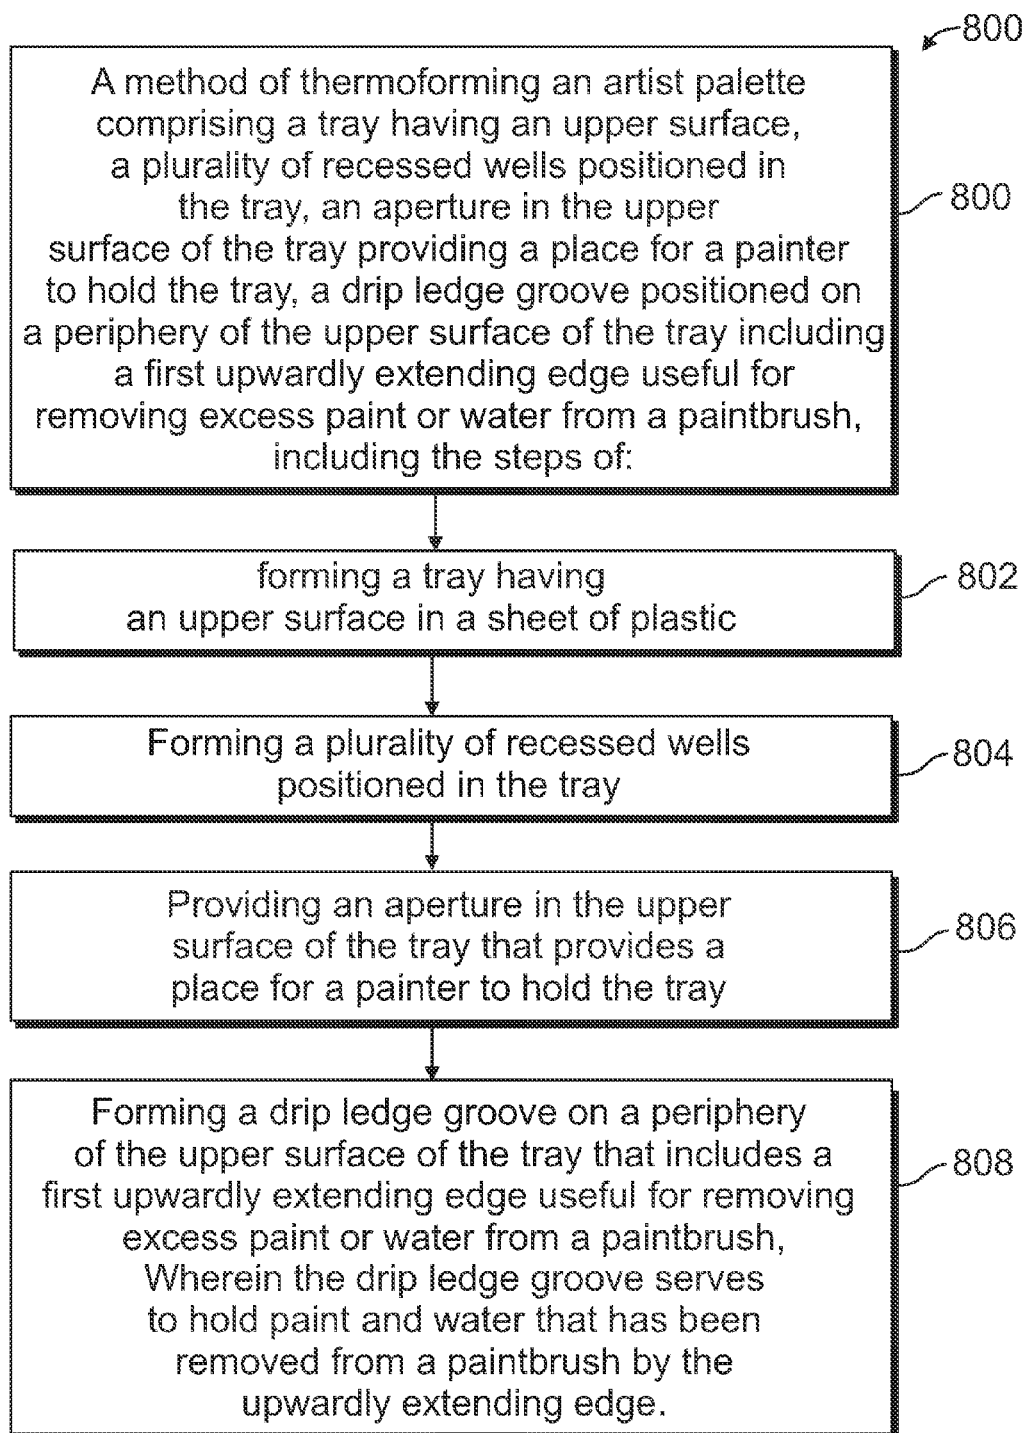 800
A method of thermoforming an artist palette
comprising a tray having an upper surface,
a plurality of recessed wells positioned in
the tray, an aperture in the upper
surface of the tray providing a place for a painter
to hold the tray, a drip ledge groove positioned on
a periphery of the upper surface of the tray including
a first upwardly extending edge useful for
removing excess paint or water from a paintbrush,
including the steps of:
800
forming a tray having
an upper surface in a sheet of plastic
802
Forming a plurality of recessed wells
positioned in the tray
804
Providing an aperture in the upper
surface of the tray that provides a
place for a painter to hold the tray
806
Forming a drip ledge groove on a periphery
of the upper surface of the tray that includes a
first upwardly extending edge useful for removing
excess paint or water from a paintbrush,
Wherein the drip ledge groove serves
to hold paint and water that has been
removed from a paintbrush by the
upwardly extending edge.
808